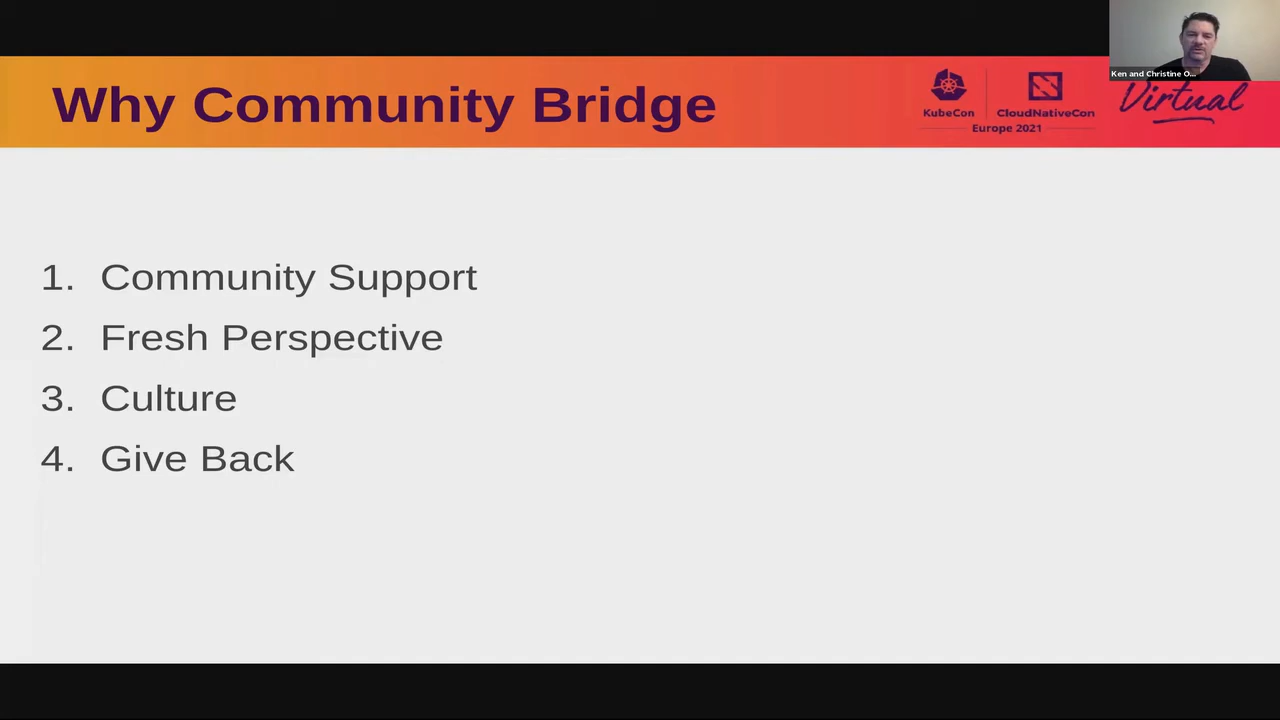 Why Community Bridge
KubeCon
CloudNativeCon
Europe 2021
Virtual
Ken and Christine O...
1. Community Support
2. Fresh Perspective
3. Culture
4. Give Back